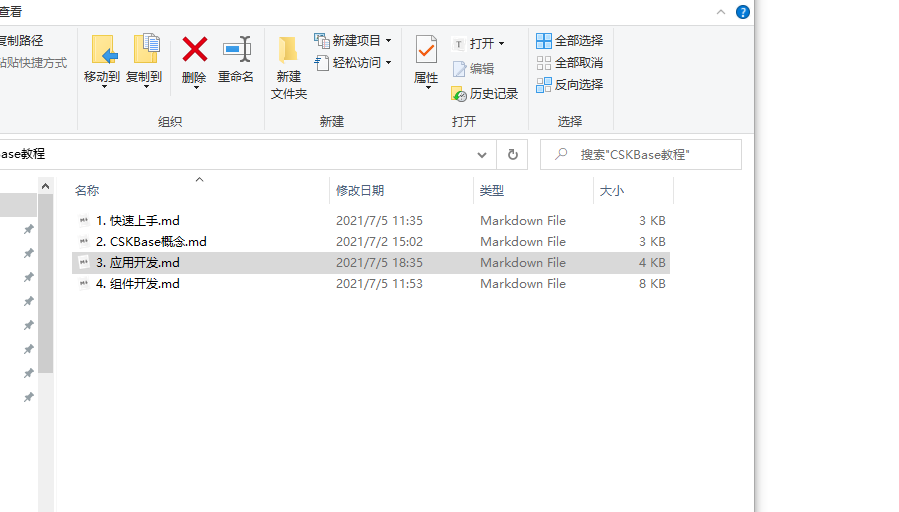 查看
复制路径
粘贴快捷方式
移动到
复制到
删除
重命名
组织
新建
文件夹
新建项目
轻松访问
新建
属性
打开
编辑
历史记录
打开
全部选择
全部取消
反向选择
选择
Base教程
搜索"CSKBase教程"
名称 修改日期 类型 大小
1. 快速上手.md 2021/7/5 11:35 Markdown File 3 KB
2. CSKBase概念.md 2021/7/2 15:02 Markdown File 3 KB
3. 应用开发.md 2021/7/5 18:35 Markdown File 4 KB
4. 组件开发.md 2021/7/5 11:53 Markdown File 8 KB